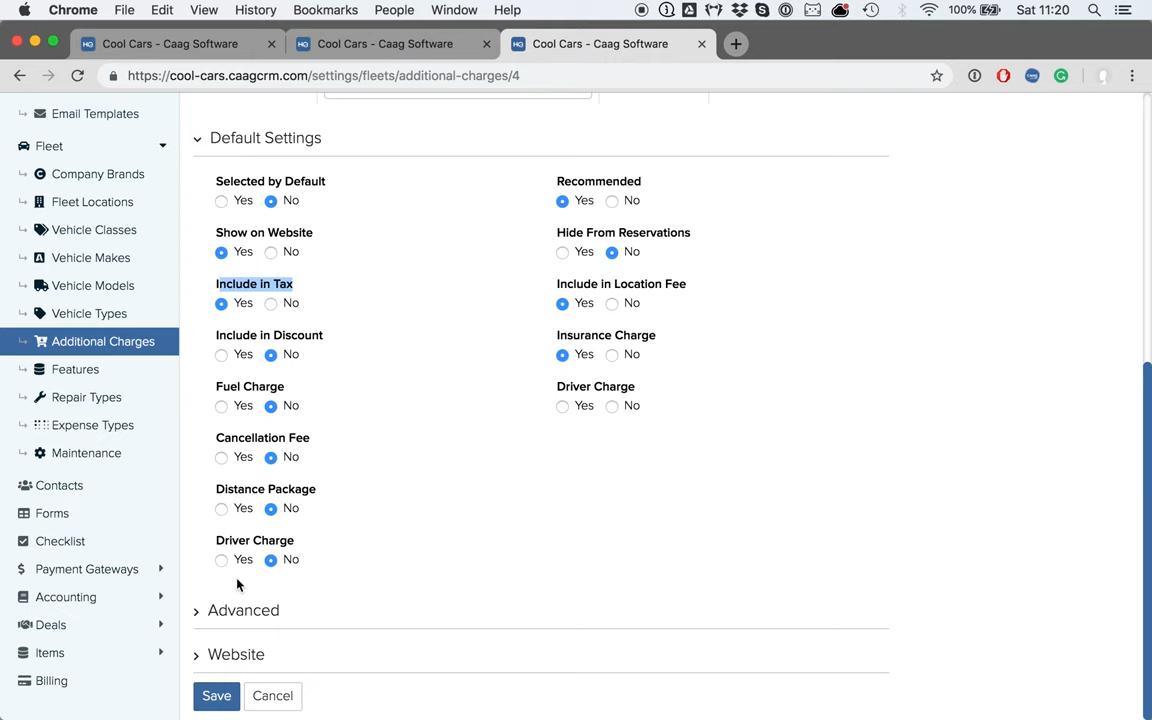 Chrome File Edit View History Bookmarks People Window Help 100% Sat 11:20
Cool Cars - Caag Software Cool Cars - Caag Software Cool Cars - Caag Software
https://cool-cars.caagcrm.com/settings/fleets/additional-charges/4
Email Templates
Fleet
Company Brands
Fleet Locations
Vehicle Classes
Vehicle Makes
Vehicle Models
Vehicle Types
Additional Charges
Features
Repair Types
Expense Types
Maintenance
Contacts
Forms
Checklist
Payment Gateways
Accounting
Deals
Items
Billing
Default Settings
Selected by Default
Yes No
Recommended
Yes No
Show on Website
Yes No
Hide From Reservations
Yes No
Include in Tax
Yes No
Include in Location Fee
Yes No
Include in Discount
Yes No
Insurance Charge
Yes No
Fuel Charge
Yes No
Driver Charge
Yes No
Cancellation Fee
Yes No
Distance Package
Yes No
Driver Charge
Yes No
Advanced
Website
Save Cancel